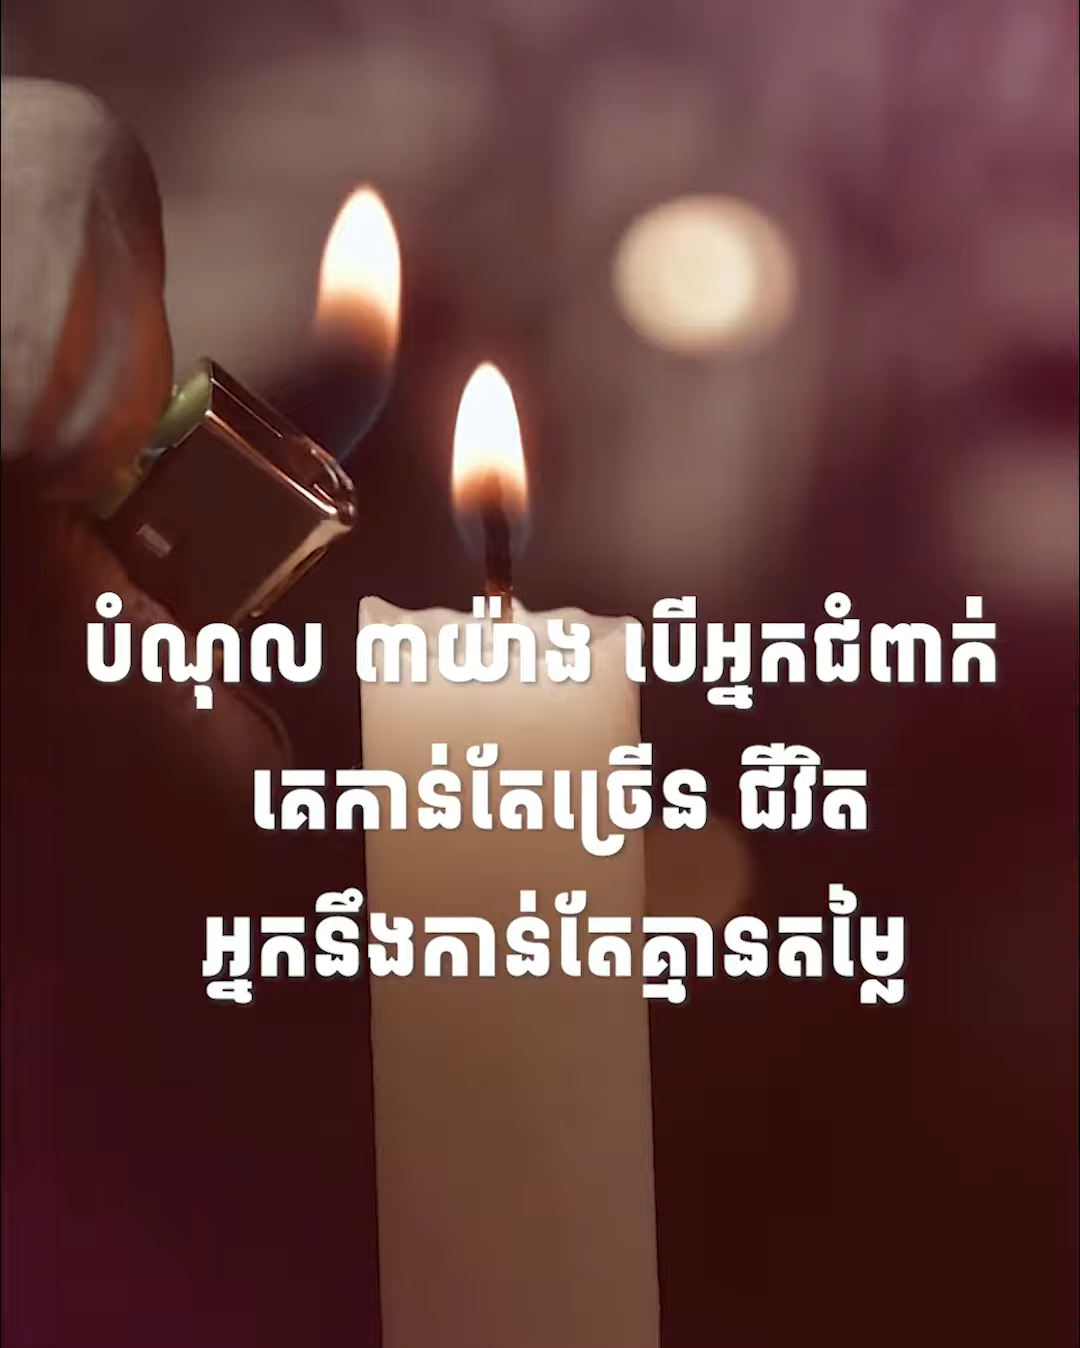 បំណុល ៣យ៉ាង បើអ្នកជំពាក់
គេកាន់តែច្រើន ជីវិត
អ្នកនឹងកាន់តែគ្មានតម្លៃ